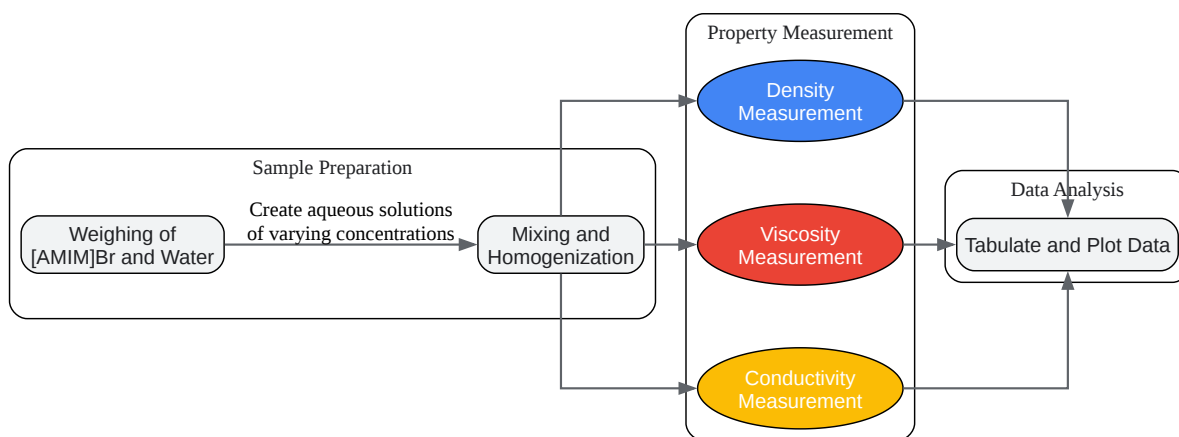 Property Measurement
Density
Measurement
Sample Preparation
Create aqueous solutions
of varying concentrations
Weighing of
[AMIM]Br and Water
Mixing and
Homogenization
Viscosity
Measurement
Data Analysis
Tabulate and Plot Data
Conductivity
Measurement